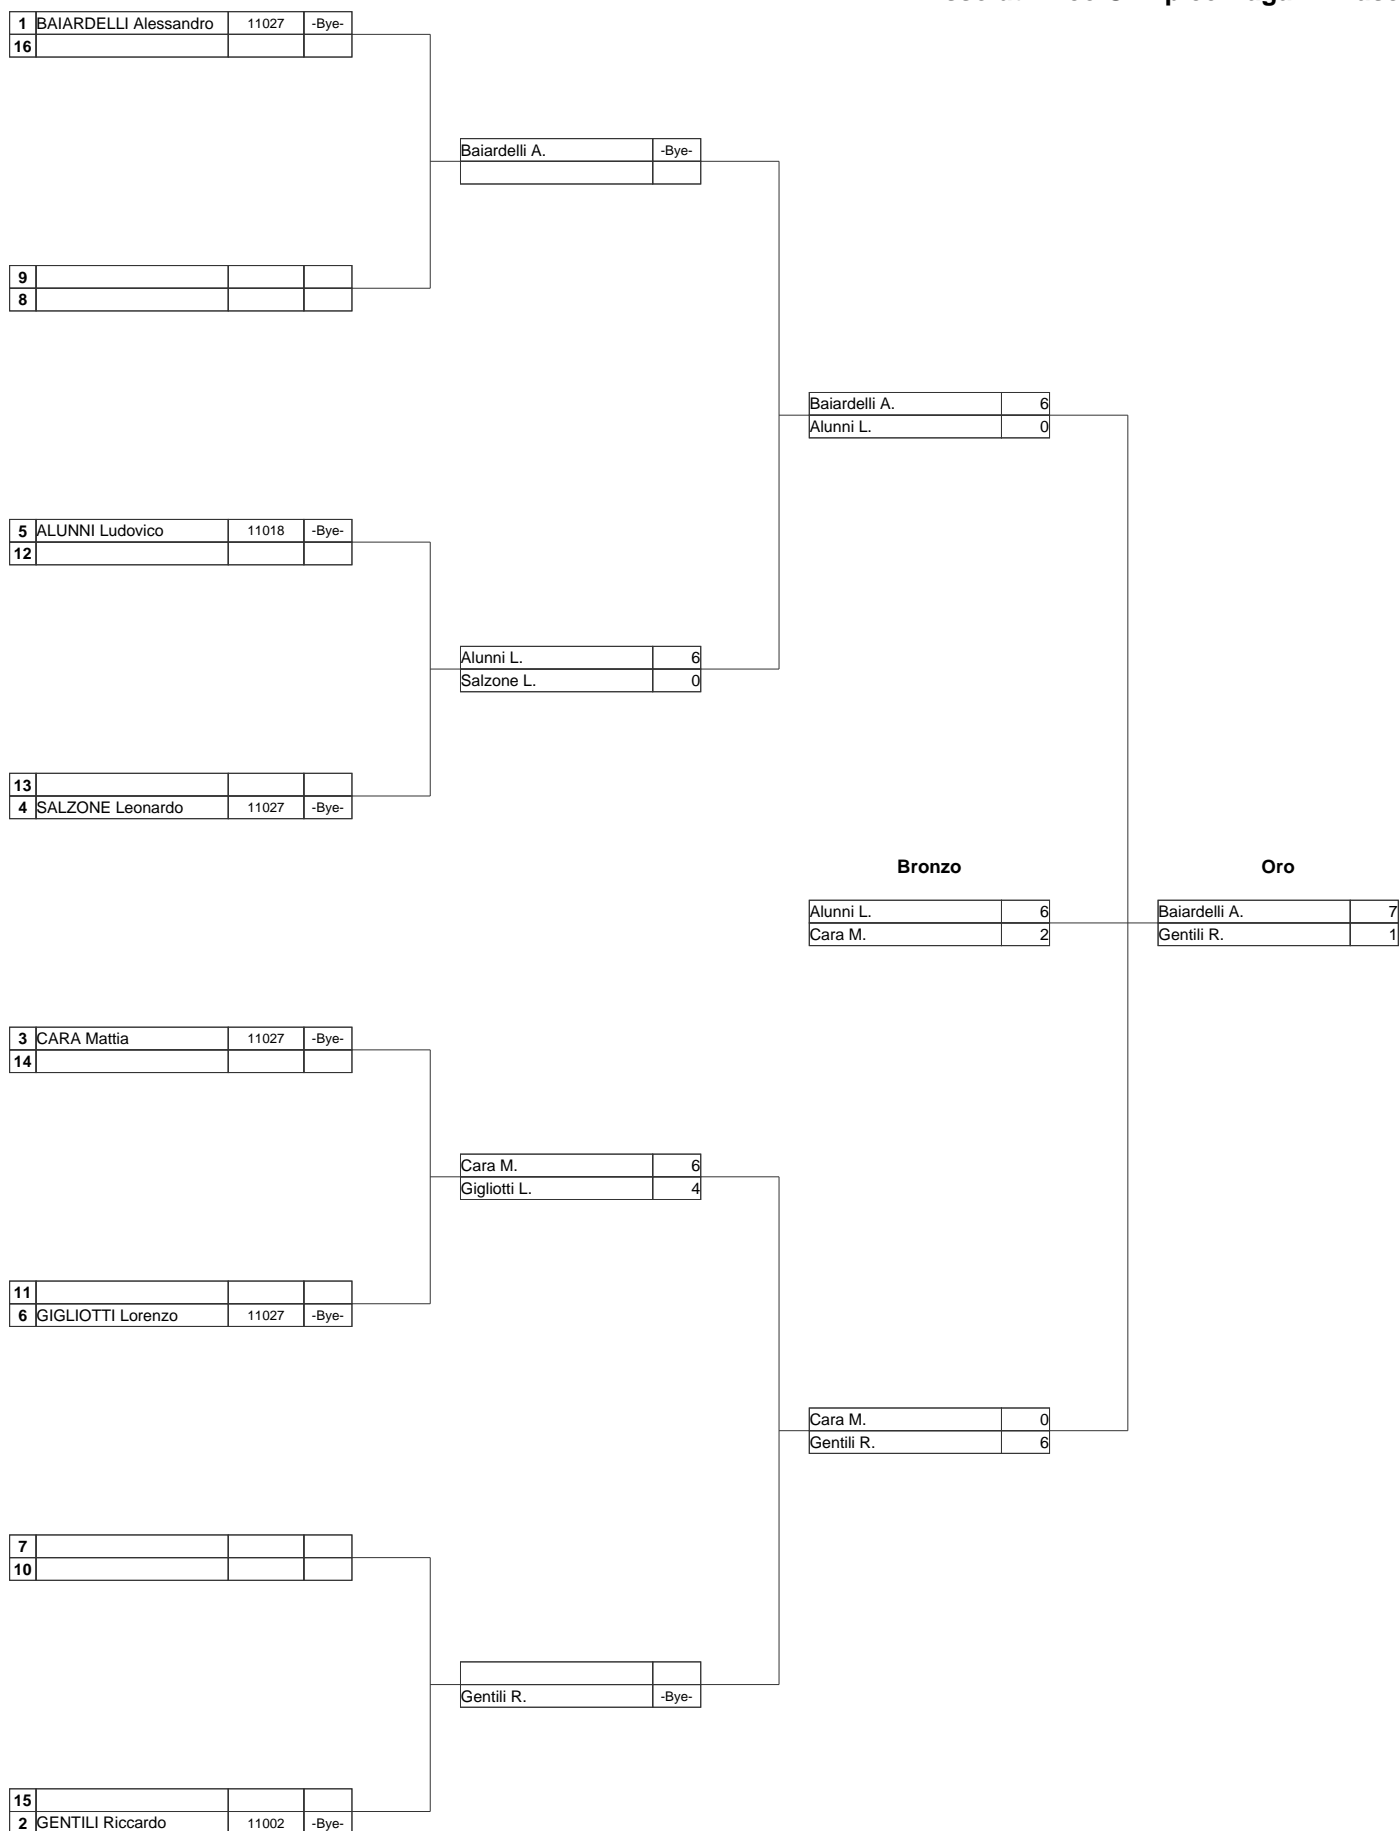 1 BAIARDELLI Alessandro 11027 -Bye-
16
Baiardelli A. -Bye-
9
8
Baiardelli A. 6
Alunni L. 0
5 ALUNNI Ludovico 11018 -Bye-
12
Alunni L. 6
Salzone L. 0
13
4 SALZONE Leonardo 11027 -Bye-
Bronzo Oro
Alunni L. 6 Baiardelli A. 7
Cara M. 2 Gentili R. 1
3 CARA Mattia 11027 -Bye-
14
Cara M. 6
Gigliotti L. 4
11
6 GIGLIOTTI Lorenzo 11027 -Bye-
Cara M. 0
Gentili R. 6
7
10
Gentili R. -Bye-
15
2 GENTILI Riccardo 11002 -Bye-